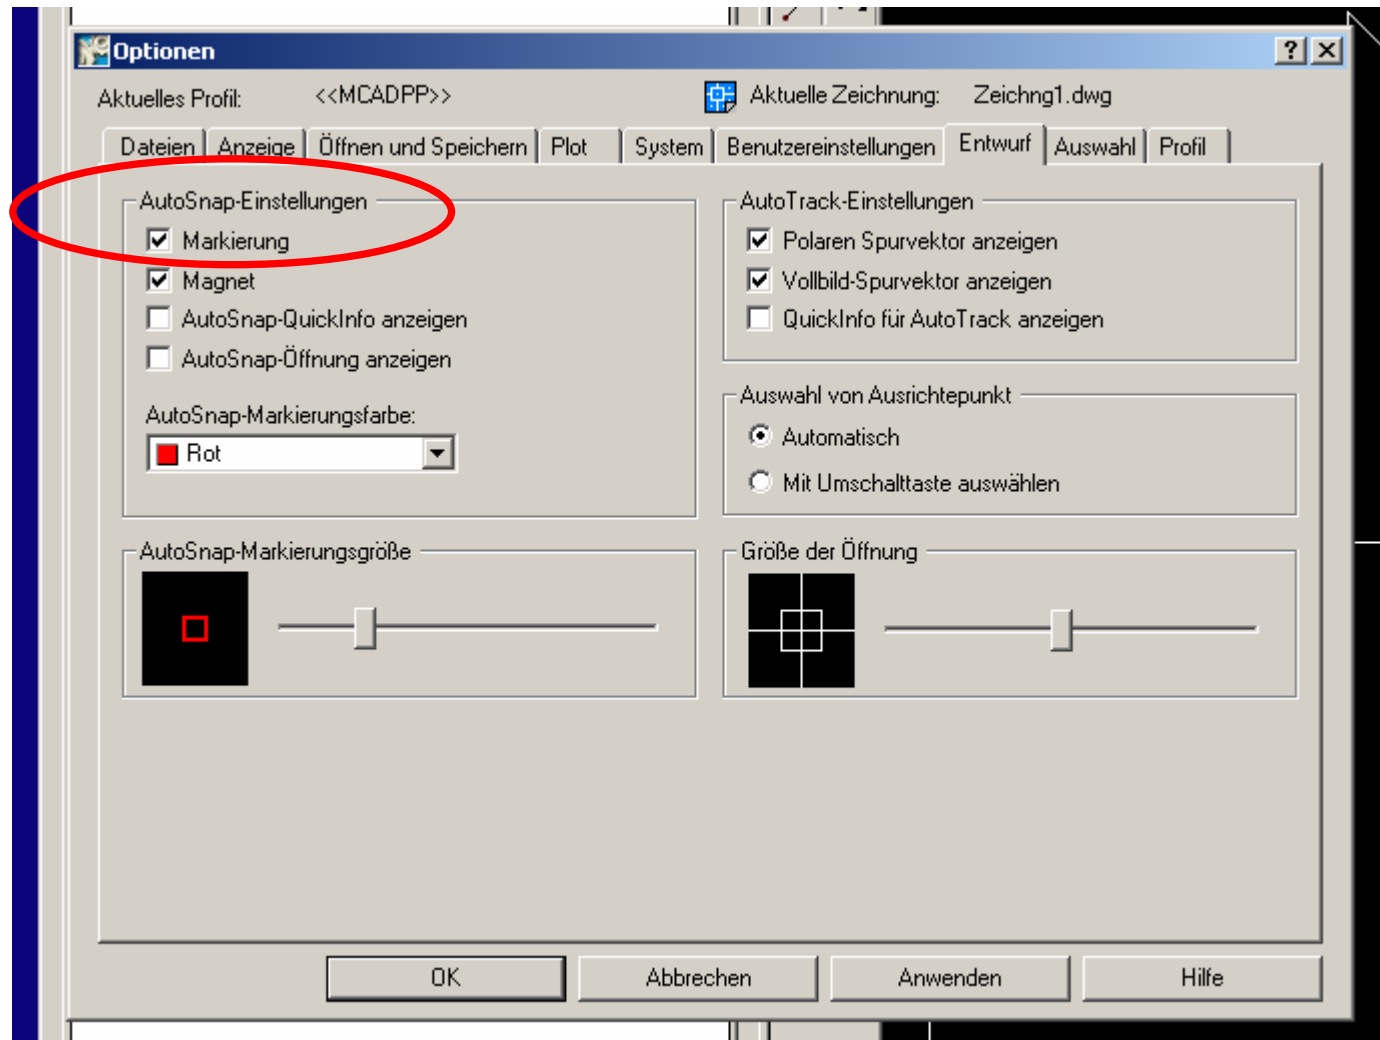 Optionen
Aktuelles Profil: <<MCADPP>> Aktuelle Zeichnung: Zeichng1.dwg
Dateien Anzeige Öffnen und Speichern Plot System Benutzereinstellungen Entwurf Auswahl Profil
AutoSnap-Einstellungen
Markierung
Magnet
AutoSnap-QuickInfo anzeigen
AutoSnap-Öffnung anzeigen
AutoSnap-Markierungsfarbe:
Rot
AutoSnap-Markierungsgröße
AutoTrack-Einstellungen
Polaren Spurvektor anzeigen
Vollbild-Spurvektor anzeigen
QuickInfo für AutoTrack anzeigen
Auswahl von Ausrichtepunkt
Automatisch
Mit Umschalttaste auswählen
Größe der Öffnung
OK Abbrechen Anwenden Hilfe